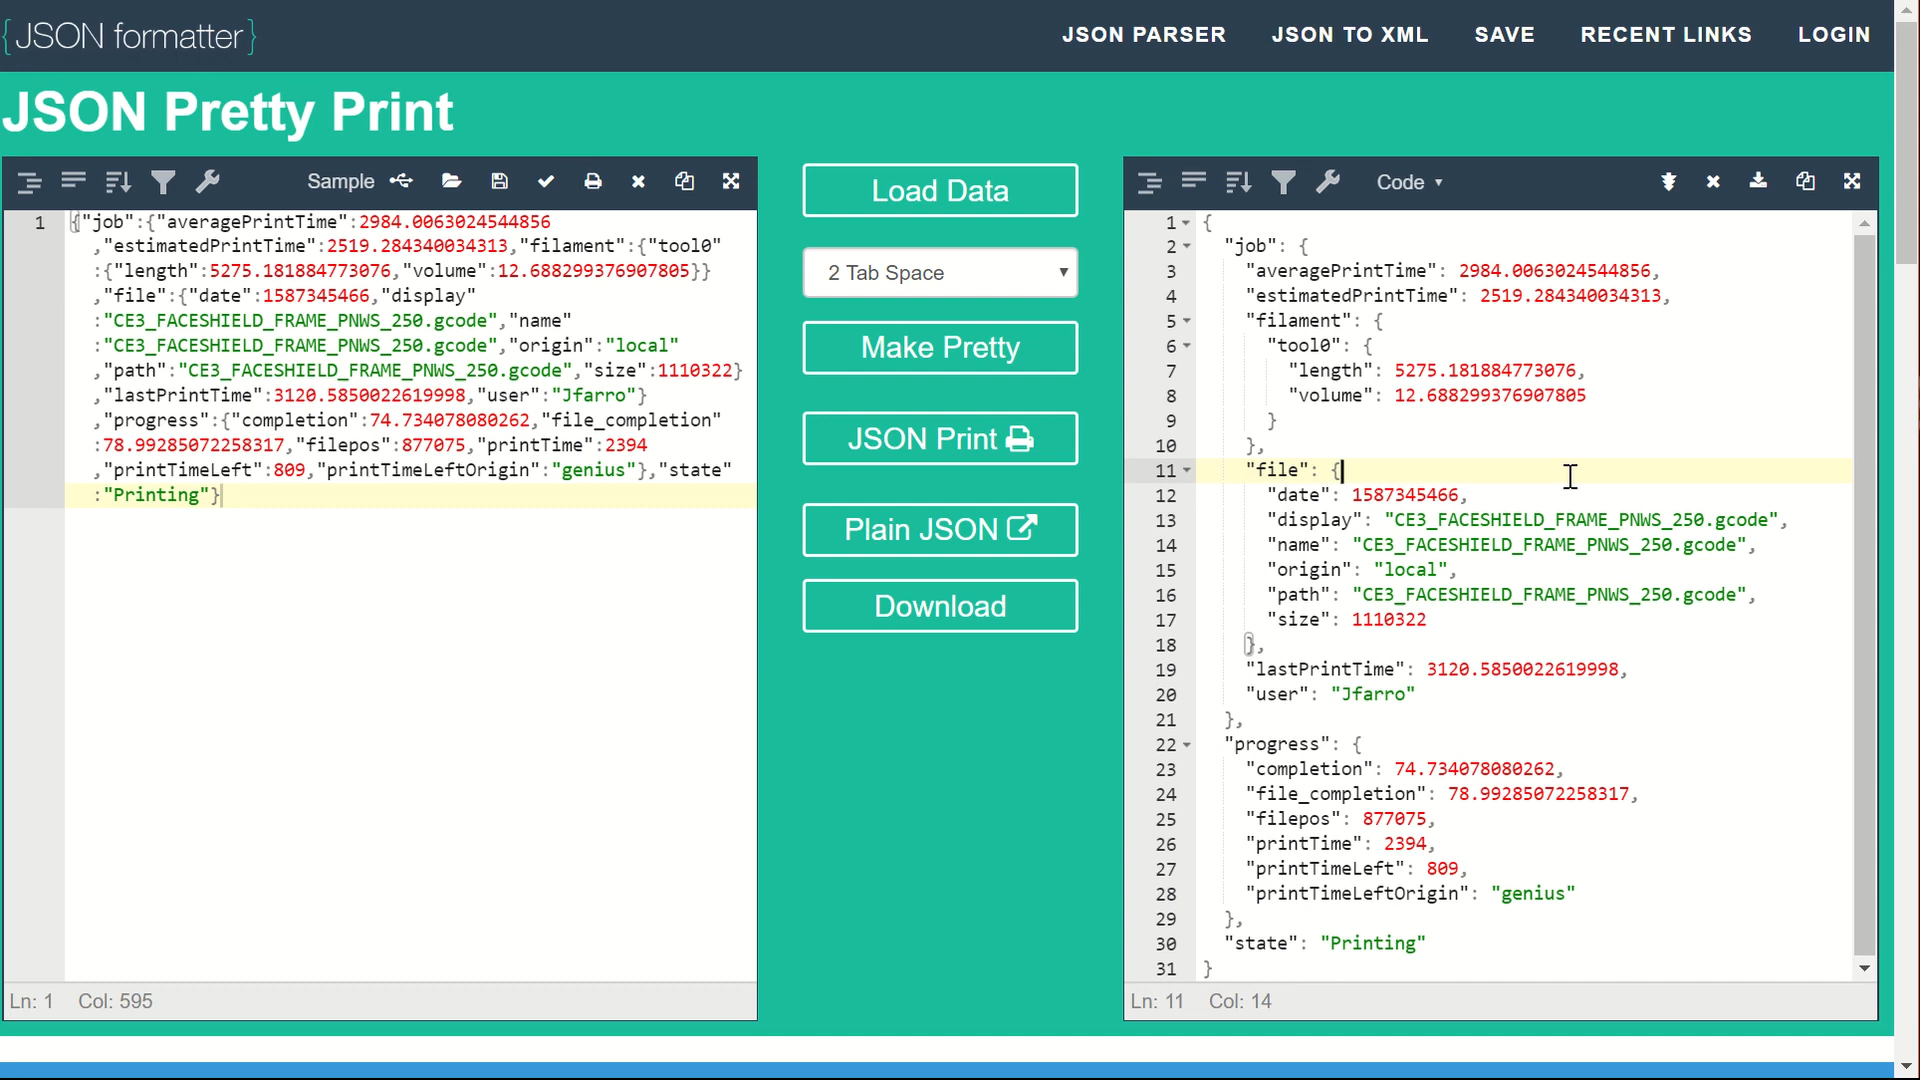 {JSON formatter}
JSON PARSER
JSON TO XML
SAVE
RECENT LINKS
LOGIN
JSON Pretty Print
Sample
1
{"job":{"averagePrintTime":2984.0063024544856
,"estimatedPrintTime":2519.284340034313,"filament":{"tool0"
:{"length":5275.181884773076,"volume":12.688299376907805}}
,"file":{"date":1587345466,"display"
:"CE3_FACESHIELD_FRAME_PNWS_250.gcode","name"
:"CE3_FACESHIELD_FRAME_PNWS_250.gcode","origin":"local"
,"path":"CE3_FACESHIELD_FRAME_PNWS_250.gcode","size":1110322}
,"lastPrintTime":3120.5850022619998,"user":"Jfarro"}
,"progress":{"completion":74.734078080262,"file_completion"
:78.99285072258317,"filepos":877075,"printTime":2394
,"printTimeLeft":809,"printTimeLeftOrigin":"genius"},"state"
:"Printing"}
Ln: 1 Col: 595
Load Data
2 Tab Space
Make Pretty
JSON Print
Plain JSON
Download
Code
1 {
2 "job": {
3 "averagePrintTime": 2984.0063024544856,
4 "estimatedPrintTime": 2519.284340034313,
5 "filament": {
6 "tool0": {
7 "length": 5275.181884773076,
8 "volume": 12.688299376907805
9 }
10 },
11 "file": {
12 "date": 1587345466,
13 "display": "CE3_FACESHIELD_FRAME_PNWS_250.gcode",
14 "name": "CE3_FACESHIELD_FRAME_PNWS_250.gcode",
15 "origin": "local",
16 "path": "CE3_FACESHIELD_FRAME_PNWS_250.gcode",
17 "size": 1110322
18 },
19 "lastPrintTime": 3120.5850022619998,
20 "user": "Jfarro"
21 },
22 "progress": {
23 "completion": 74.734078080262,
24 "file_completion": 78.99285072258317,
25 "filepos": 877075,
26 "printTime": 2394,
27 "printTimeLeft": 809,
28 "printTimeLeftOrigin": "genius"
29 },
30 "state": "Printing"
31 }
Ln: 11 Col: 14